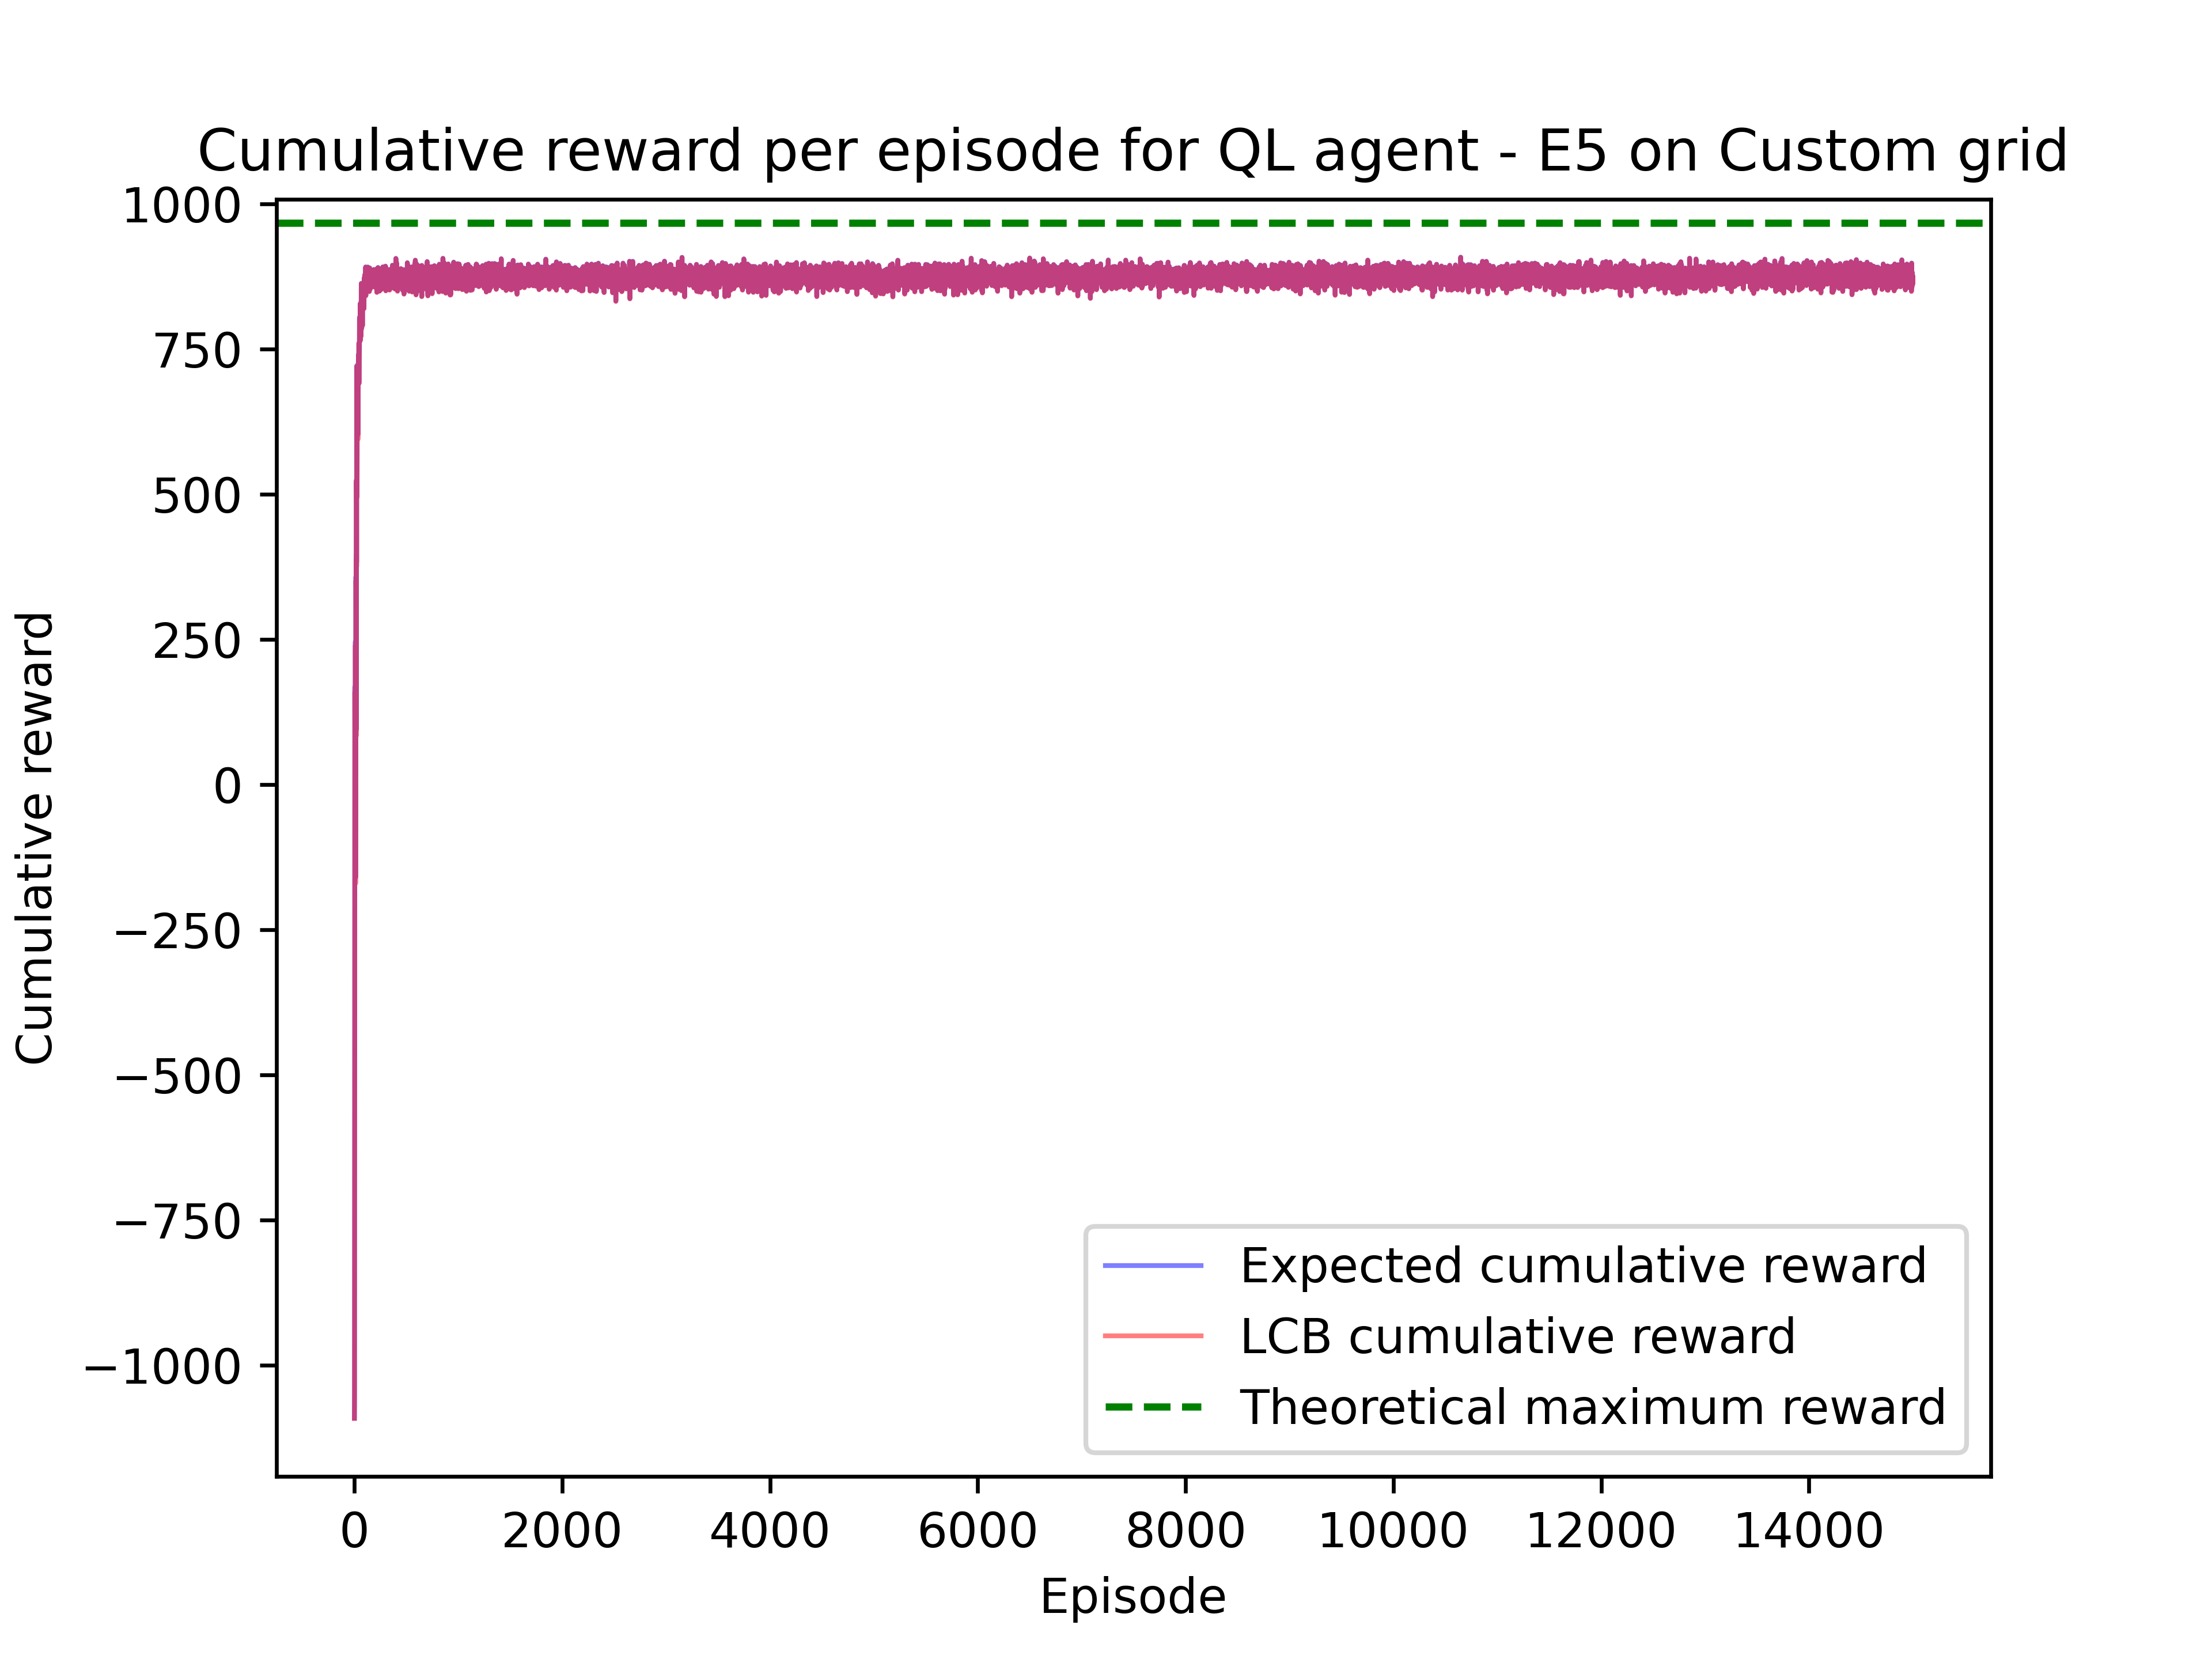 Cumulative reward per episode for QL agent - E5 on Custom grid
1000
750
500
250
0
−250
−500
−750
−1000
Cumulative reward
Expected cumulative reward
LCB cumulative reward
Theoretical maximum reward
0 2000 4000 6000 8000 10000 12000 14000
Episode